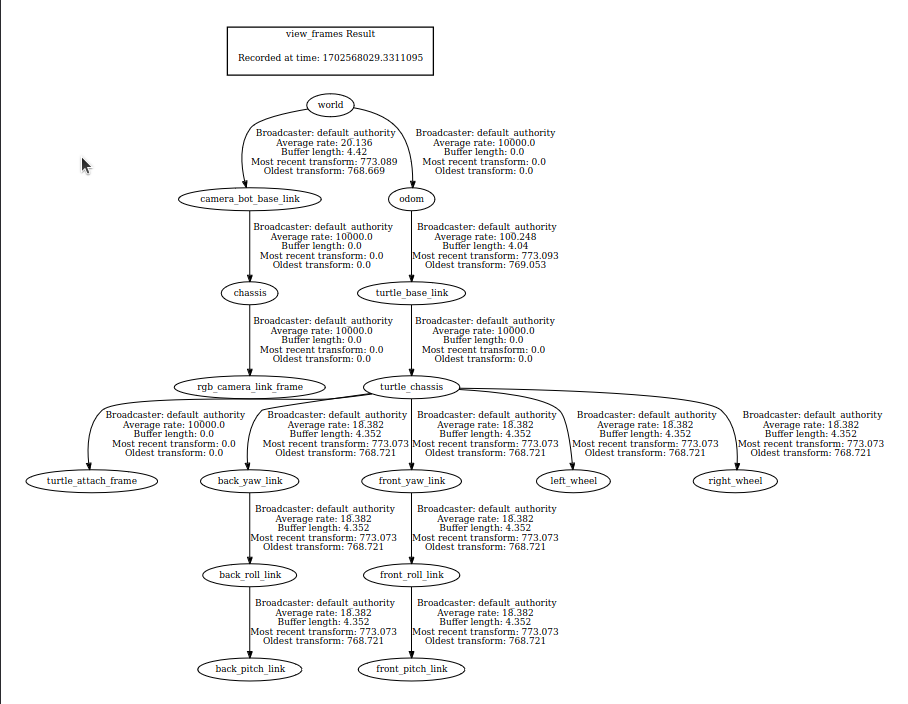 view_frames Result
Recorded at time: 1702568029.3311095
world
Broadcaster: default_authority
Average rate: 20.136
Buffer length: 4.42
Most recent transform: 773.089
Oldest transform: 768.669
Broadcaster: default_authority
Average rate: 10000.0
Buffer length: 0.0
Most recent transform: 0.0
Oldest transform: 0.0
camera_bot_base_link
odom
Broadcaster: default_authority
Average rate: 10000.0
Buffer length: 0.0
Most recent transform: 0.0
Oldest transform: 0.0
Broadcaster: default_authority
Average rate: 100.248
Buffer length: 4.04
Most recent transform: 773.093
Oldest transform: 769.053
chassis
turtle_base_link
Broadcaster: default_authority
Average rate: 10000.0
Buffer length: 0.0
Most recent transform: 0.0
Oldest transform: 0.0
Broadcaster: default_authority
Average rate: 10000.0
Buffer length: 0.0
Most recent transform: 0.0
Oldest transform: 0.0
rgb_camera_link_frame
turtle_chassis
Broadcaster: default_authority
Average rate: 10000.0
Buffer length: 0.0
Most recent transform: 0.0
Oldest transform: 0.0
Broadcaster: default_authority
Average rate: 18.382
Buffer length: 4.352
Most recent transform: 773.073
Oldest transform: 768.721
Broadcaster: default_authority
Average rate: 18.382
Buffer length: 4.352
Most recent transform: 773.073
Oldest transform: 768.721
Broadcaster: default_authority
Average rate: 18.382
Buffer length: 4.352
Most recent transform: 773.073
Oldest transform: 768.721
Broadcaster: default_authority
Average rate: 18.382
Buffer length: 4.352
Most recent transform: 773.073
Oldest transform: 768.721
turtle_attach_frame
back_yaw_link
front_yaw_link
left_wheel
right_wheel
Broadcaster: default_authority
Average rate: 18.382
Buffer length: 4.352
Most recent transform: 773.073
Oldest transform: 768.721
Broadcaster: default_authority
Average rate: 18.382
Buffer length: 4.352
Most recent transform: 773.073
Oldest transform: 768.721
back_roll_link
front_roll_link
Broadcaster: default_authority
Average rate: 18.382
Buffer length: 4.352
Most recent transform: 773.073
Oldest transform: 768.721
Broadcaster: default_authority
Average rate: 18.382
Buffer length: 4.352
Most recent transform: 773.073
Oldest transform: 768.721
back_pitch_link
front_pitch_link